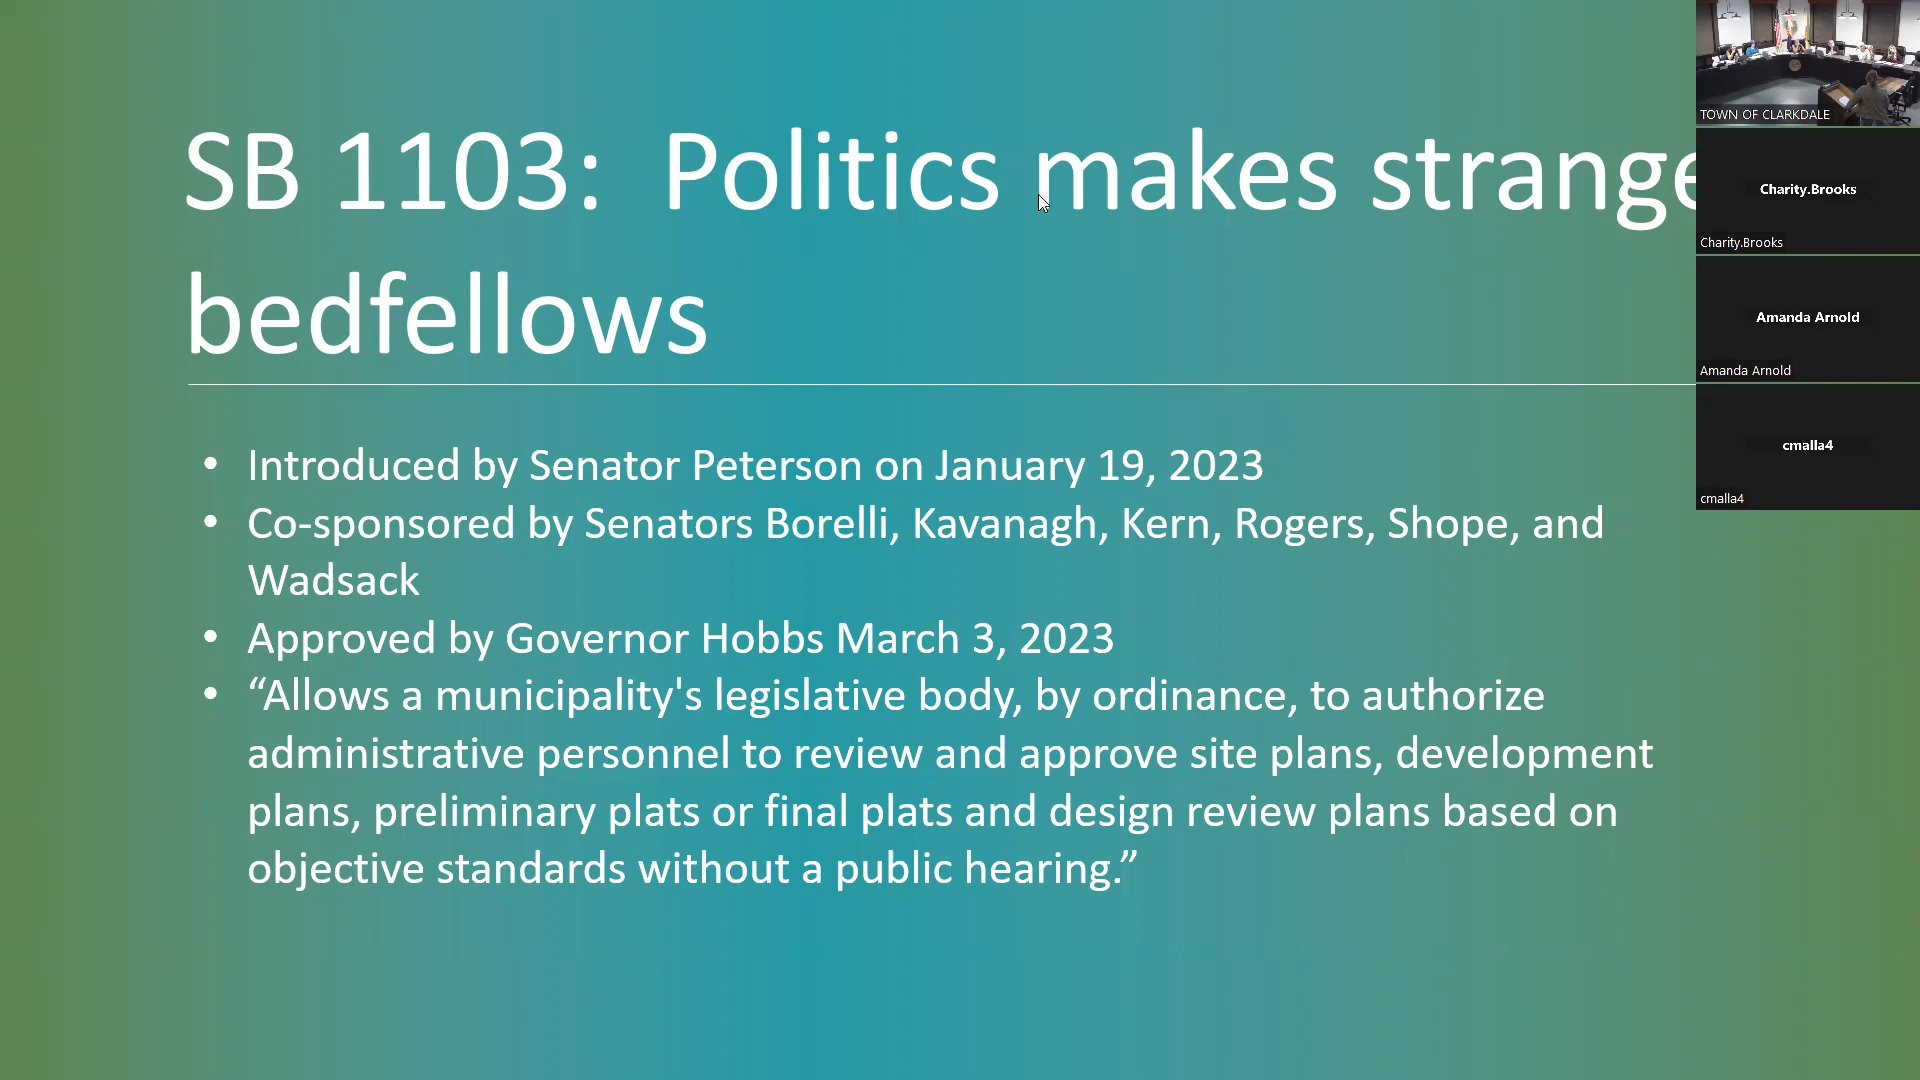 SB 1103:  Politics makes strange
bedfellows
• Introduced by Senator Peterson on January 19, 2023
• Co-sponsored by Senators Borelli, Kavanagh, Kern, Rogers, Shope, and
Wadsack
• Approved by Governor Hobbs March 3, 2023
• “Allows a municipality's legislative body, by ordinance, to authorize
administrative personnel to review and approve site plans, development
plans, preliminary plats or final plats and design review plans based on
objective standards without a public hearing.”
TOWN OF CLARKDALE
Charity.Brooks
Charity.Brooks
Amanda Arnold
Amanda Arnold
cmalla4
cmalla4